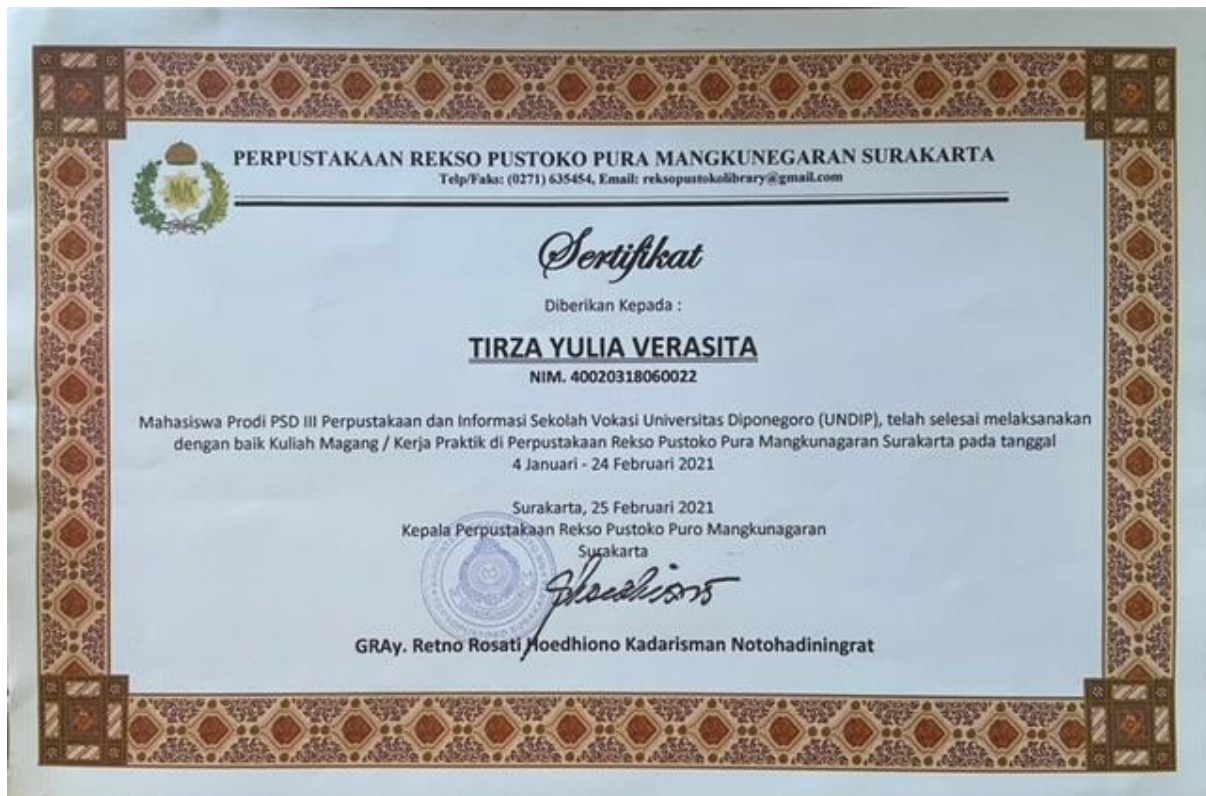 PERPUSTAKAAN REKSO PUSTOKO PURA MANGKUNEGARAN SURAKARTA
Telp/Faks: (0271) 635454, Email: reksopustokolibrary@gmail.com
Sertifikat
Diberikan Kepada :
TIRZA YULIA VERASITA
NIM. 40020318060022
Mahasiswa Prodi PSD III Perpustakaan dan Informasi Sekolah Vokasi Universitas Diponegoro (UNDIP), telah selesai melaksanakan
dengan baik Kuliah Magang / Kerja Praktik di Perpustakaan Rekso Pustoko Pura Mangkunagaran Surakarta pada tanggal
4 Januari - 24 Februari 2021
Surakarta, 25 Februari 2021
Kepala Perpustakaan Rekso Pustoko Puro Mangkunagaran
Surakarta
GRAy. Retno Rosati Hoedhiono Kadarisman Notohadiningrat